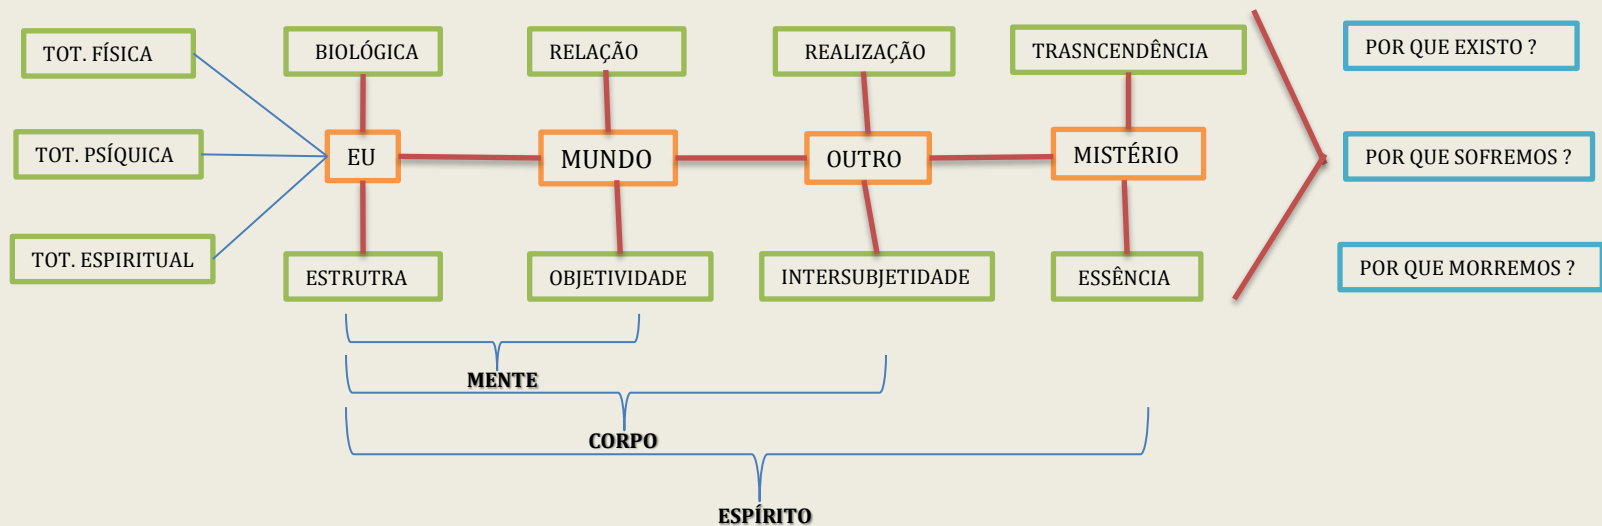 TOT. FÍSICA
BIOLÓGICA
RELAÇÃO
REALIZAÇÃO
TRASNCENDÊNCIA
POR QUE EXISTO ?
TOT. PSÍQUICA
EU
MUNDO
OUTRO
MISTÉRIO
POR QUE SOFREMOS ?
TOT. ESPIRITUAL
ESTRUTRA
OBJETIVIDADE
INTERSUBJETIDADE
ESSÊNCIA
POR QUE MORREMOS ?
MENTE
CORPO
ESPÍRITO